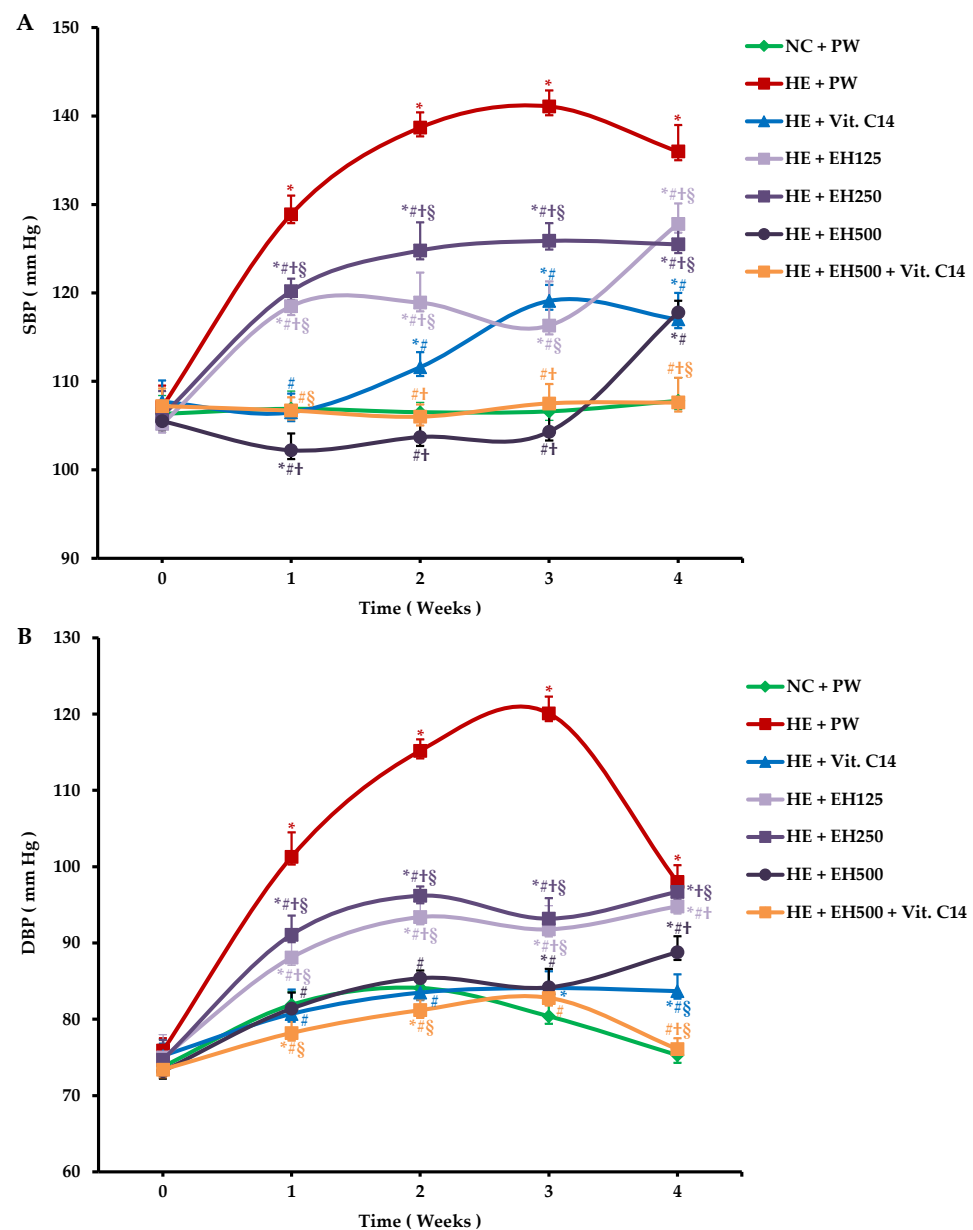 A
150
140
130
120
110
100
90
SBP ( mm Hg)
0 1 2 3 4
Time ( Weeks )
*
*
*
*
*#†§
*#†§
*#†§
*#†§
*#†§
*#†§
*#†§
*#
*#†§
*#§
*#
*#
*#
#
#§
#†
#†
#†§
*#†
#†
#†
NC + PW
HE + PW
HE + Vit. C14
HE + EH125
HE + EH250
HE + EH500
HE + EH500 + Vit. C14
B
130
120
110
100
90
80
70
60
DBP ( mm Hg)
0 1 2 3 4
Time ( Weeks )
*
*
*
*
*#†§
*#†§
*#†§
*†§
*#†§
*#†§
*#†§
*#†
*#†
#
#
*#
#
#
*
#
*#§
*#§
*#§
#†§
NC + PW
HE + PW
HE + Vit. C14
HE + EH125
HE + EH250
HE + EH500
HE + EH500 + Vit. C14